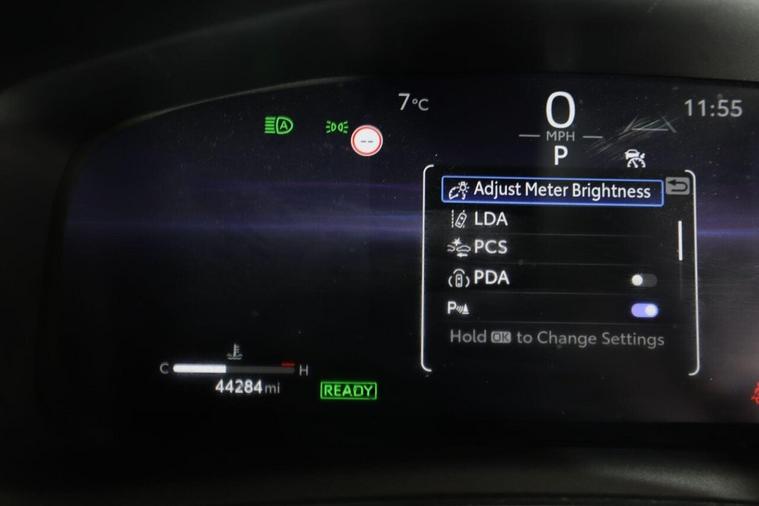 7°C
0
11:55
A
--
MPH
P
Adjust Meter Brightness
LDA
PCS
PDA
P
Hold OK to Change Settings
C H
44284 mi
READY